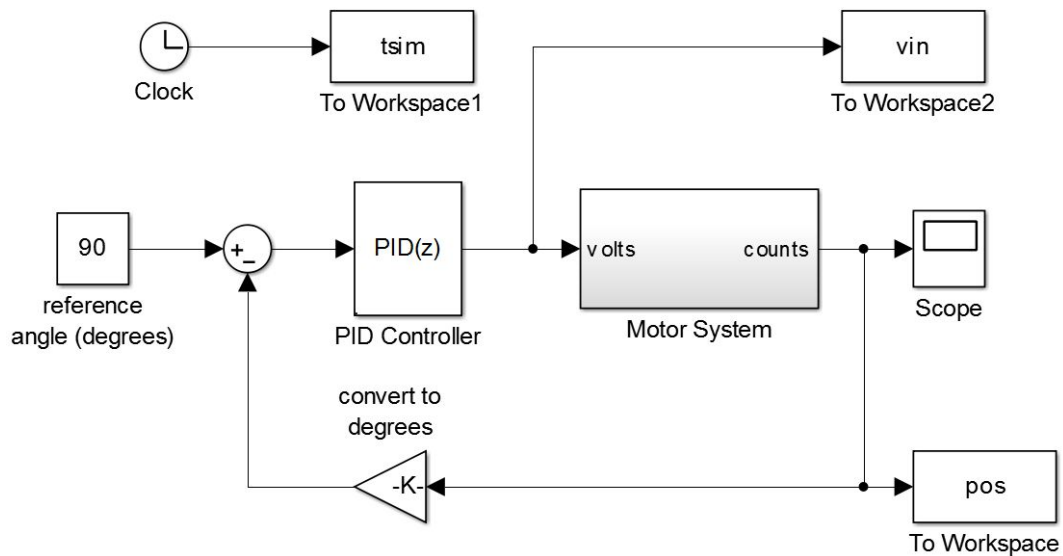 tsim
vin
Clock
To Workspace1
To Workspace2
90
+
–
PID(z)
volts
counts
reference
angle (degrees)
PID Controller
Motor System
Scope
convert to
degrees
-K-
pos
To Workspace